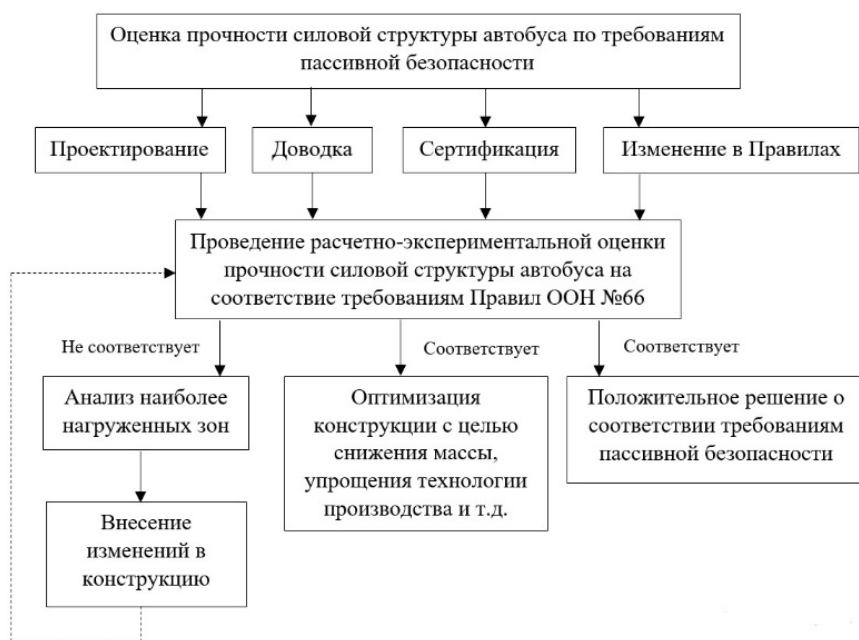 Оценка прочности силовой структуры автобуса по требованиям
пассивной безопасности
Проектирование
Доводка
Сертификация
Изменение в Правилах
Проведение расчетно-экспериментальной оценки
прочности силовой структуры автобуса на
соответствие требованиям Правил ООН №66
Не соответствует
Соответствует
Соответствует
Анализ наиболее
нагруженных зон
Оптимизация
конструкции с целью
снижения массы,
упрощения технологии
производства и т.д.
Положительное решение о
соответствии требованиям
пассивной безопасности
Внесение
изменений в
конструкцию